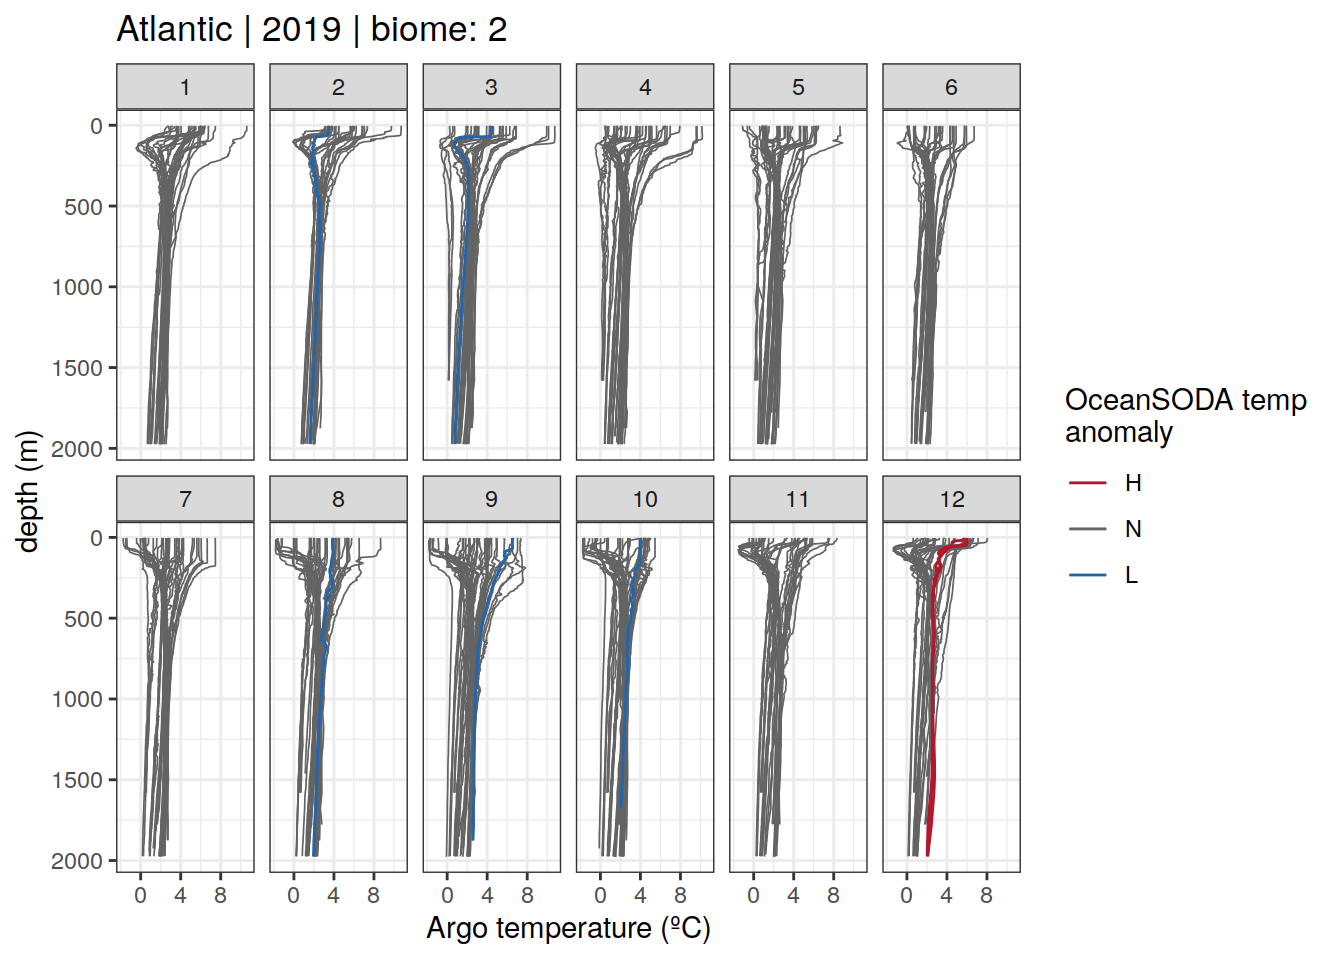 Atlantic | 2019 | biome: 2
1 2 3 4 5 6
0
500
1000
1500
2000
7 8 9 10 11 12
0
500
1000
1500
2000
0 4 8 0 4 8 0 4 8 0 4 8 0 4 8 0 4 8
Argo temperature (ºC)
depth (m)
OceanSODA temp
anomaly
H
N
L